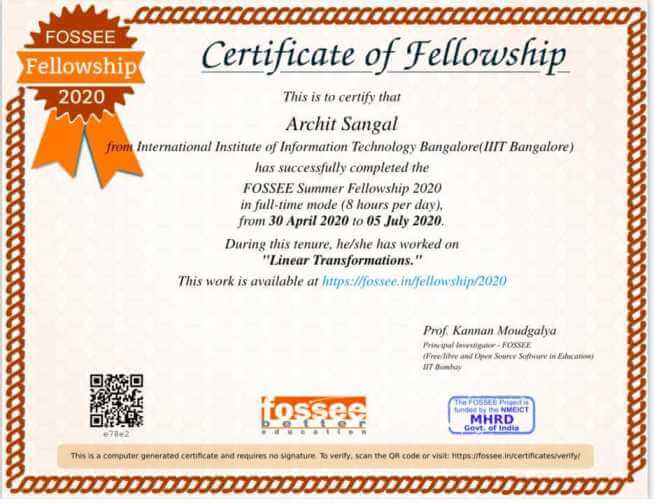 FOSSEE
Fellowship
2020
Certificate of Fellowship
This is to certify that
Archit Sangal
from International Institute of Information Technology Bangalore(IIIT Bangalore)
has successfully completed the
FOSSEE Summer Fellowship 2020
in full-time mode (8 hours per day),
from 30 April 2020 to 05 July 2020.
During this tenure, he/she has worked on
"Linear Transformations."
This work is available at https://fossee.in/fellowship/2020
Prof. Kannan Moudgalya
Principal Investigator - FOSSEE
(Free/libre and Open Source Software in Education)
IIT Bombay
e78e2
fossee
better
education
The FOSSEE Project is
funded by the NMEICT
MHRD
Govt. of India
This is a computer generated certificate and requires no signature. To verify, scan the QR code or visit: https://fossee.in/certificates/verify/